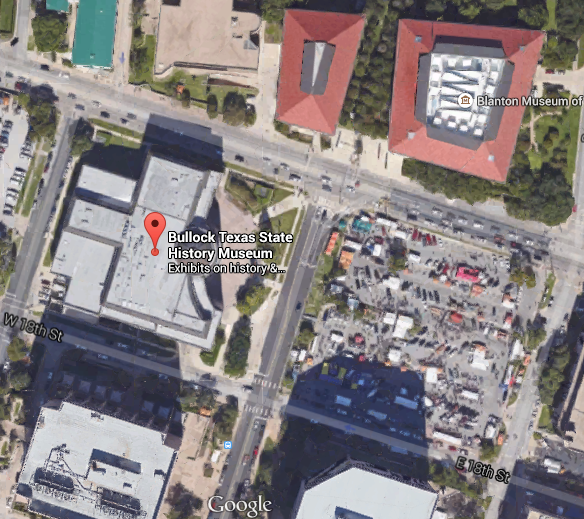 Blanton Museum of
Bullock Texas State
History Museum
Exhibits on history &...
W 18th St
E 18th St
Google